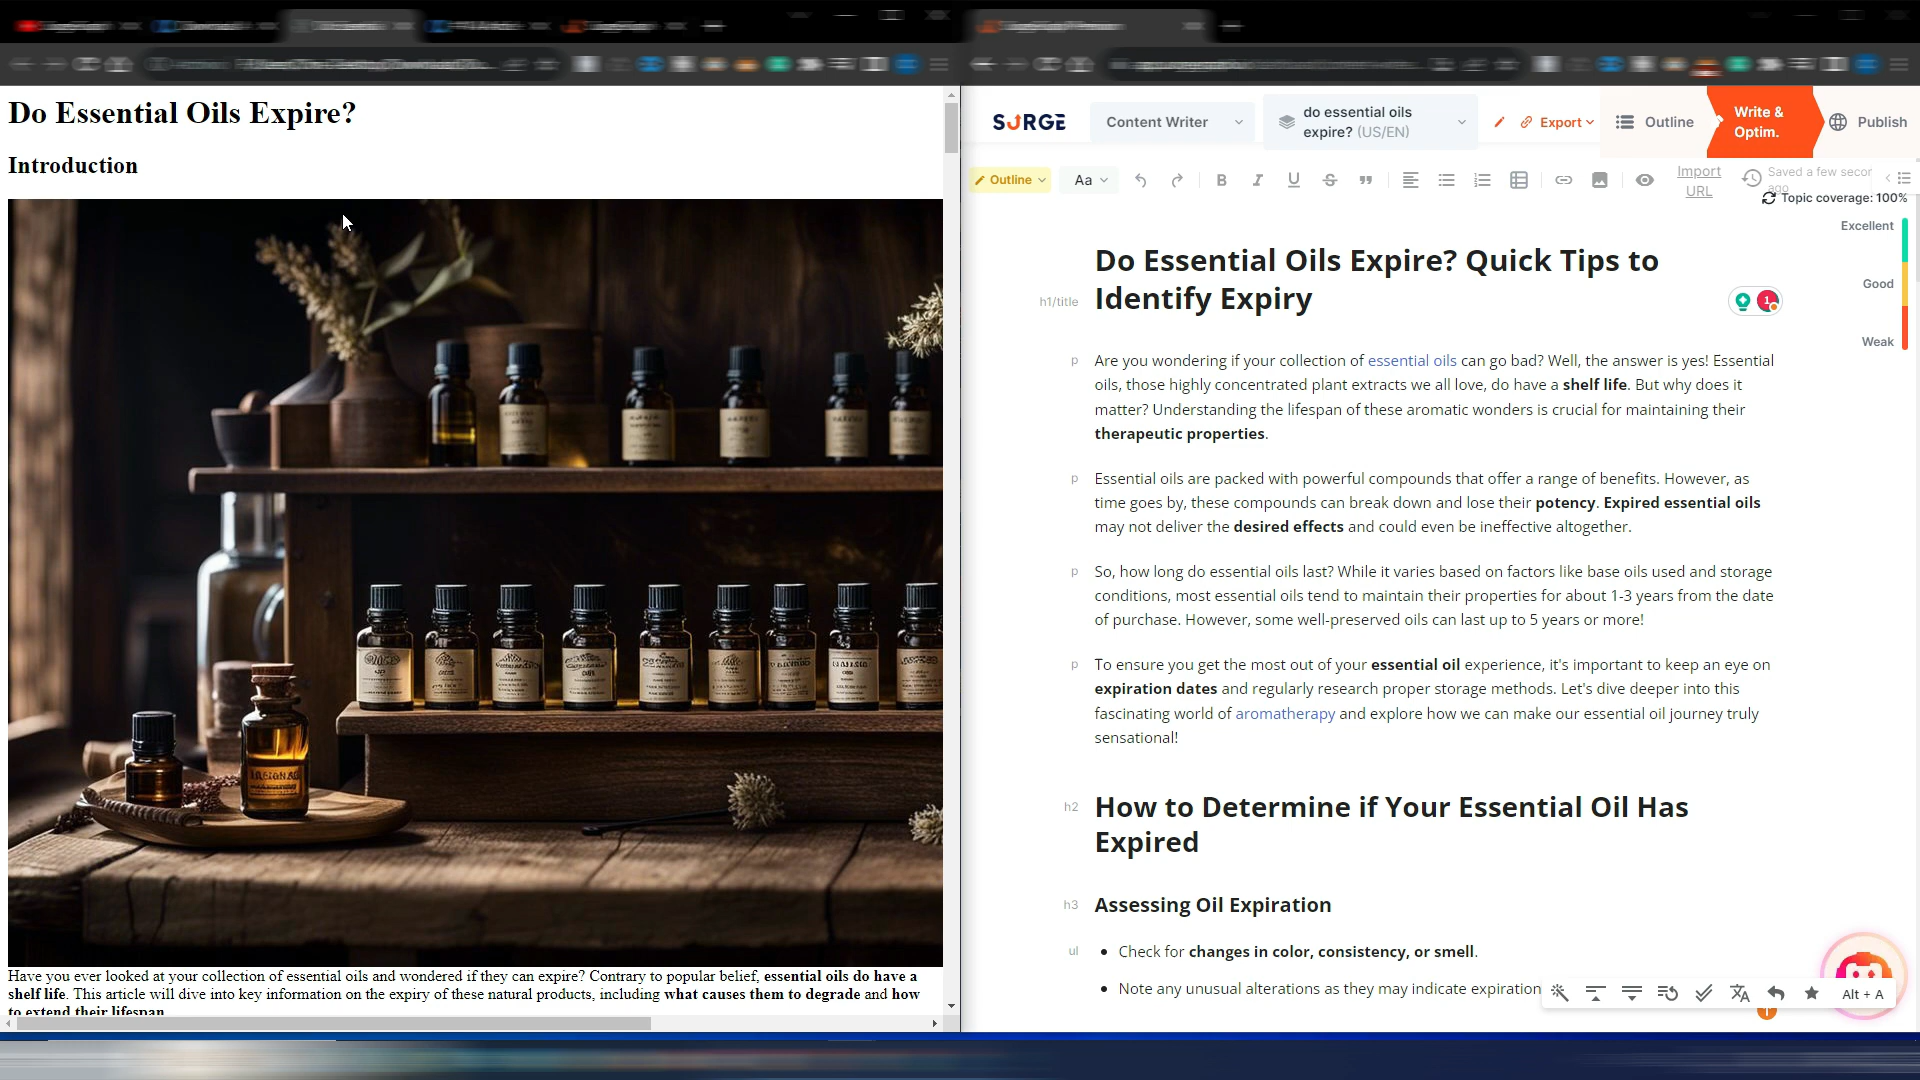 Do Essential Oils Expire?
Introduction
Have you ever looked at your collection of essential oils and wondered if they can expire? Contrary to popular belief, essential oils do have a
shelf life. This article will dive into key information on the expiry of these natural products, including what causes them to degrade and how
to extend their lifespan
SURGE
Content Writer
do essential oils
expire? (US/EN)
Export
Outline
Write &
Optim.
Publish
Outline
Aa
B
I
U
S
Import
URL
Saved a few secon
ago
Topic coverage: 100%
Excellent
Good
Weak
h1/title
Do Essential Oils Expire? Quick Tips to
Identify Expiry
1
p
Are you wondering if your collection of essential oils can go bad? Well, the answer is yes! Essential
oils, those highly concentrated plant extracts we all love, do have a shelf life. But why does it
matter? Understanding the lifespan of these aromatic wonders is crucial for maintaining their
therapeutic properties.
p
Essential oils are packed with powerful compounds that offer a range of benefits. However, as
time goes by, these compounds can break down and lose their potency. Expired essential oils
may not deliver the desired effects and could even be ineffective altogether.
p
So, how long do essential oils last? While it varies based on factors like base oils used and storage
conditions, most essential oils tend to maintain their properties for about 1-3 years from the date
of purchase. However, some well-preserved oils can last up to 5 years or more!
p
To ensure you get the most out of your essential oil experience, it's important to keep an eye on
expiration dates and regularly research proper storage methods. Let's dive deeper into this
fascinating world of aromatherapy and explore how we can make our essential oil journey truly
sensational!
h2
How to Determine if Your Essential Oil Has
Expired
h3
Assessing Oil Expiration
ul
• Check for changes in color, consistency, or smell.
• Note any unusual alterations as they may indicate expiration
Alt + A